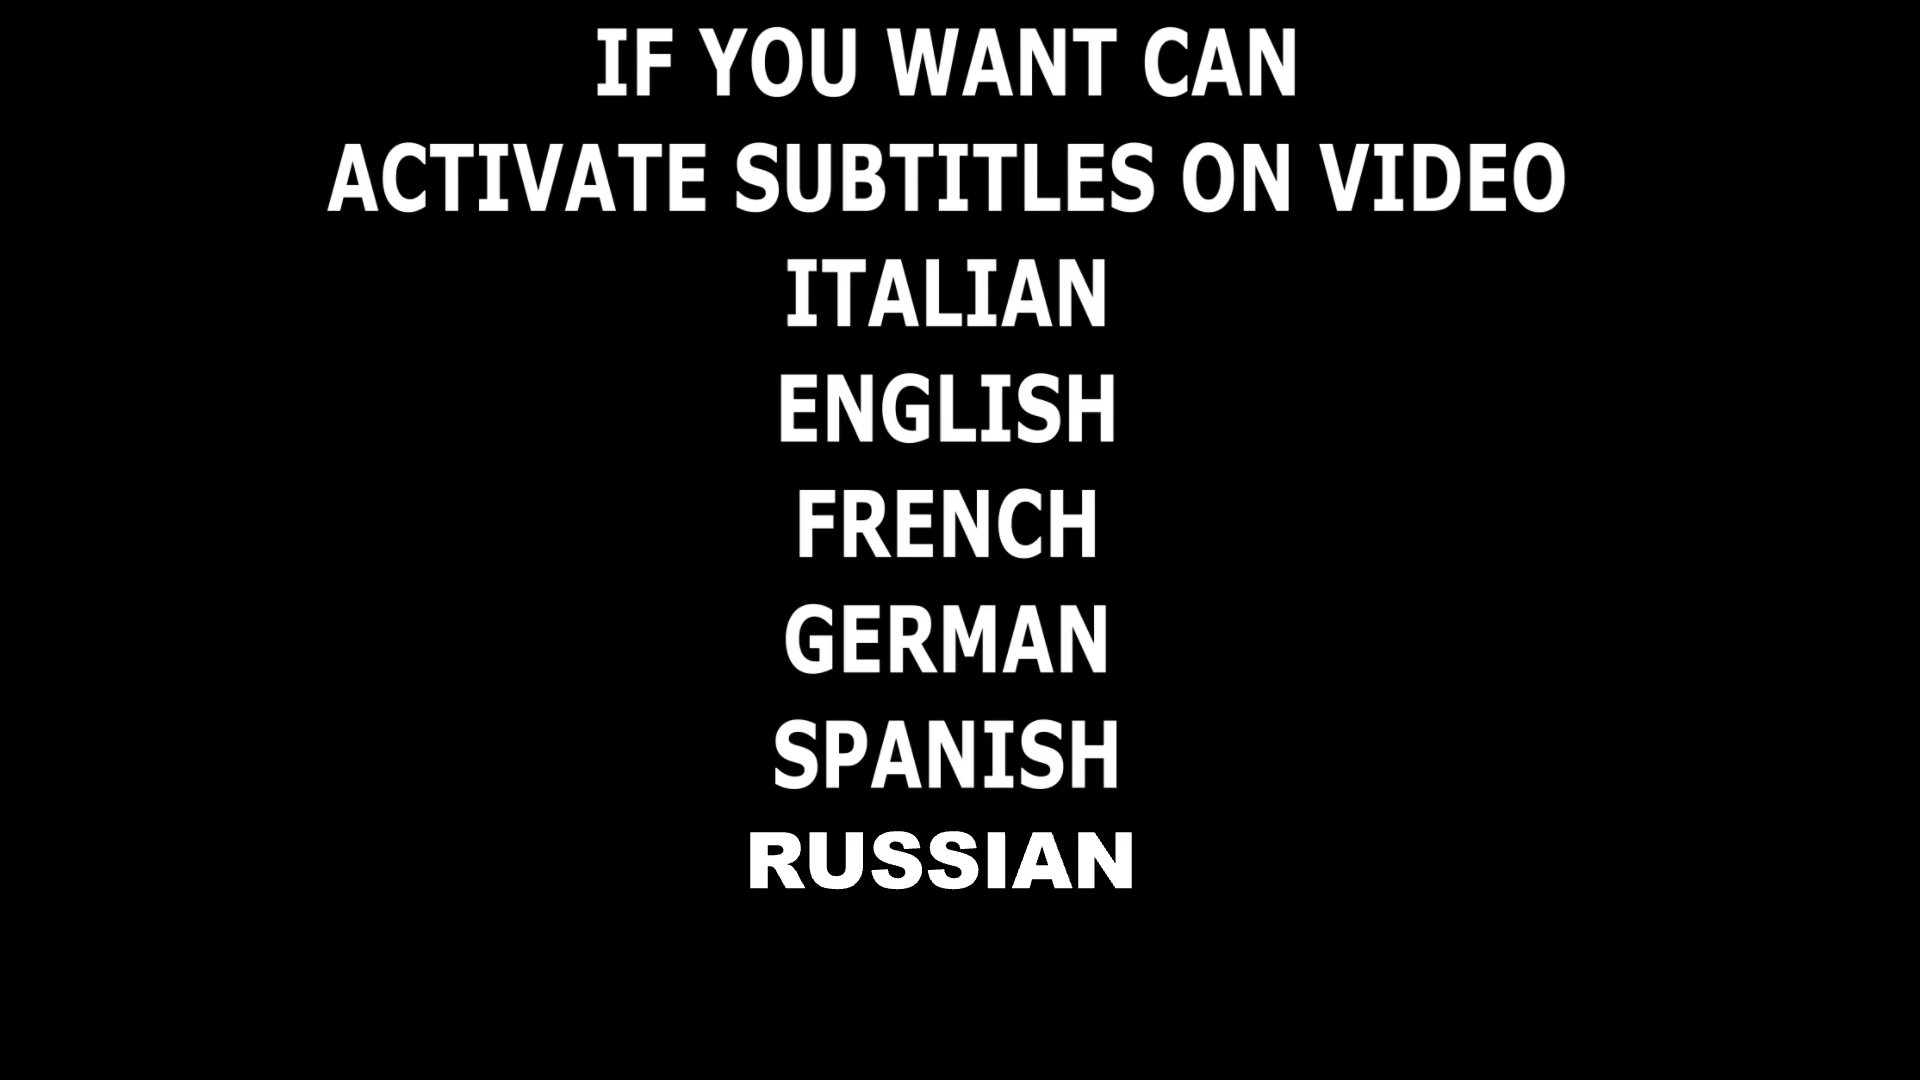 IF YOU WANT CAN
ACTIVATE SUBTITLES ON VIDEO
ITALIAN
ENGLISH
FRENCH
GERMAN
SPANISH
RUSSIAN